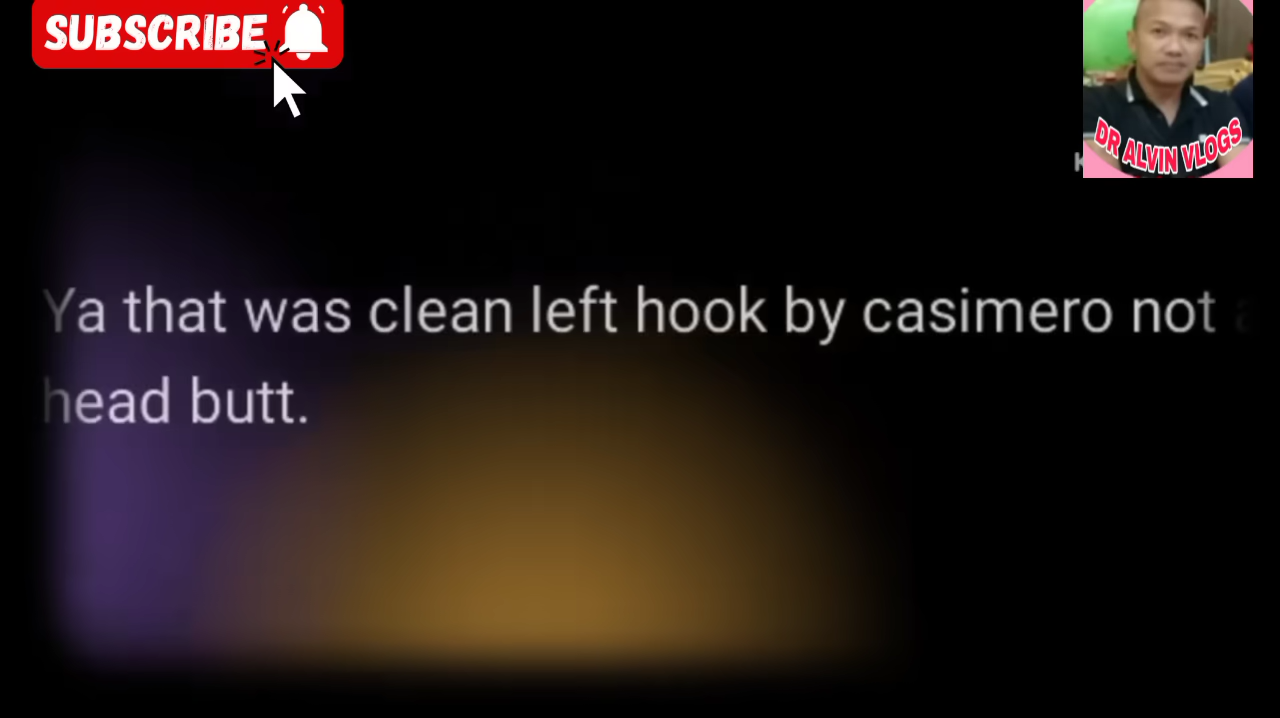 SUBSCRIBE
DR ALVIN VLOGS
Ya that was clean left hook by casimero not a
head butt.